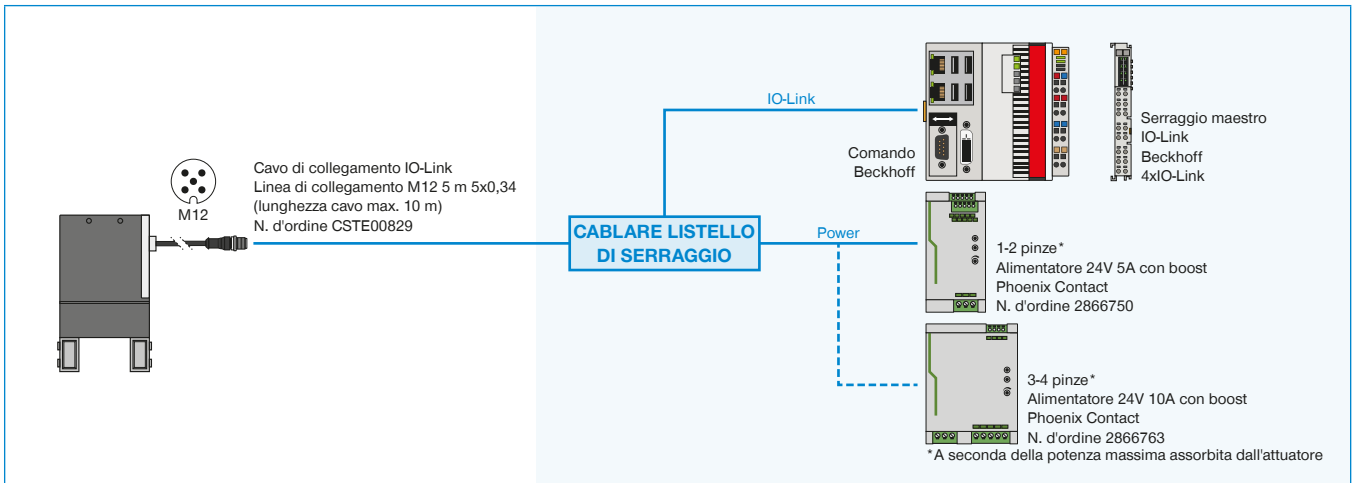 M12
Cavo di collegamento IO-Link
Linea di collegamento M12 5 m 5x0,34
(lunghezza cavo max. 10 m)
N. d'ordine CSTE00829
CABLARE LISTELLO
DI SERRAGGIO
IO-Link
Comando
Beckhoff
Serraggio maestro
IO-Link
Beckhoff
4xIO-Link
Power
1-2 pinze*
Alimentatore 24V 5A con boost
Phoenix Contact
N. d'ordine 2866750
3-4 pinze*
Alimentatore 24V 10A con boost
Phoenix Contact
N. d'ordine 2866763
*A seconda della potenza massima assorbita dall'attuatore